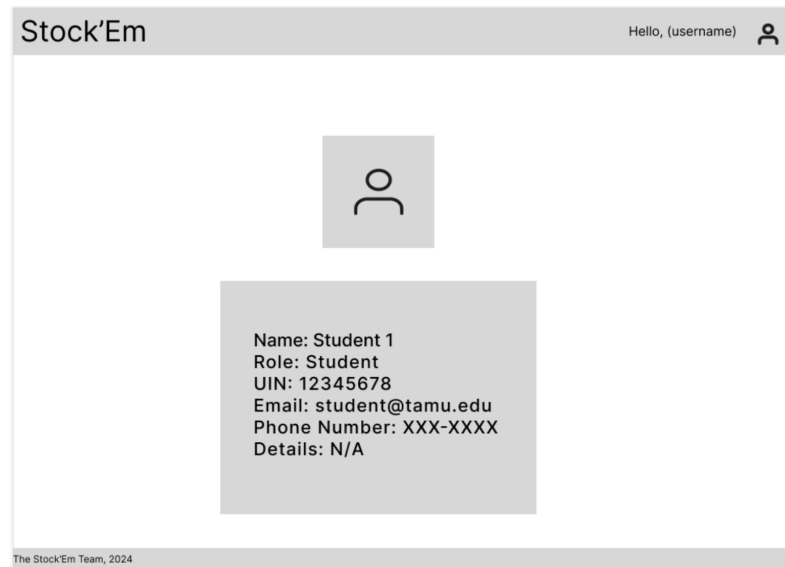 Stock’Em
Hello, (username)
Name: Student 1
Role: Student
UIN: 12345678
Email: student@tamu.edu
Phone Number: XXX-XXXX
Details: N/A
The Stock’Em Team, 2024